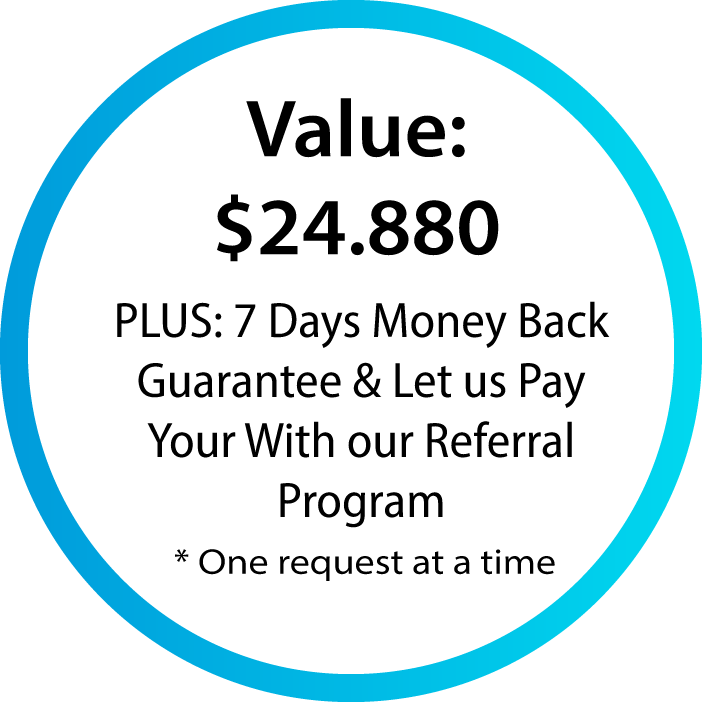 Value:
$24.880
PLUS: 7 Days Money Back
Guarantee & Let us Pay
Your With our Referral
Program
* One request at a time